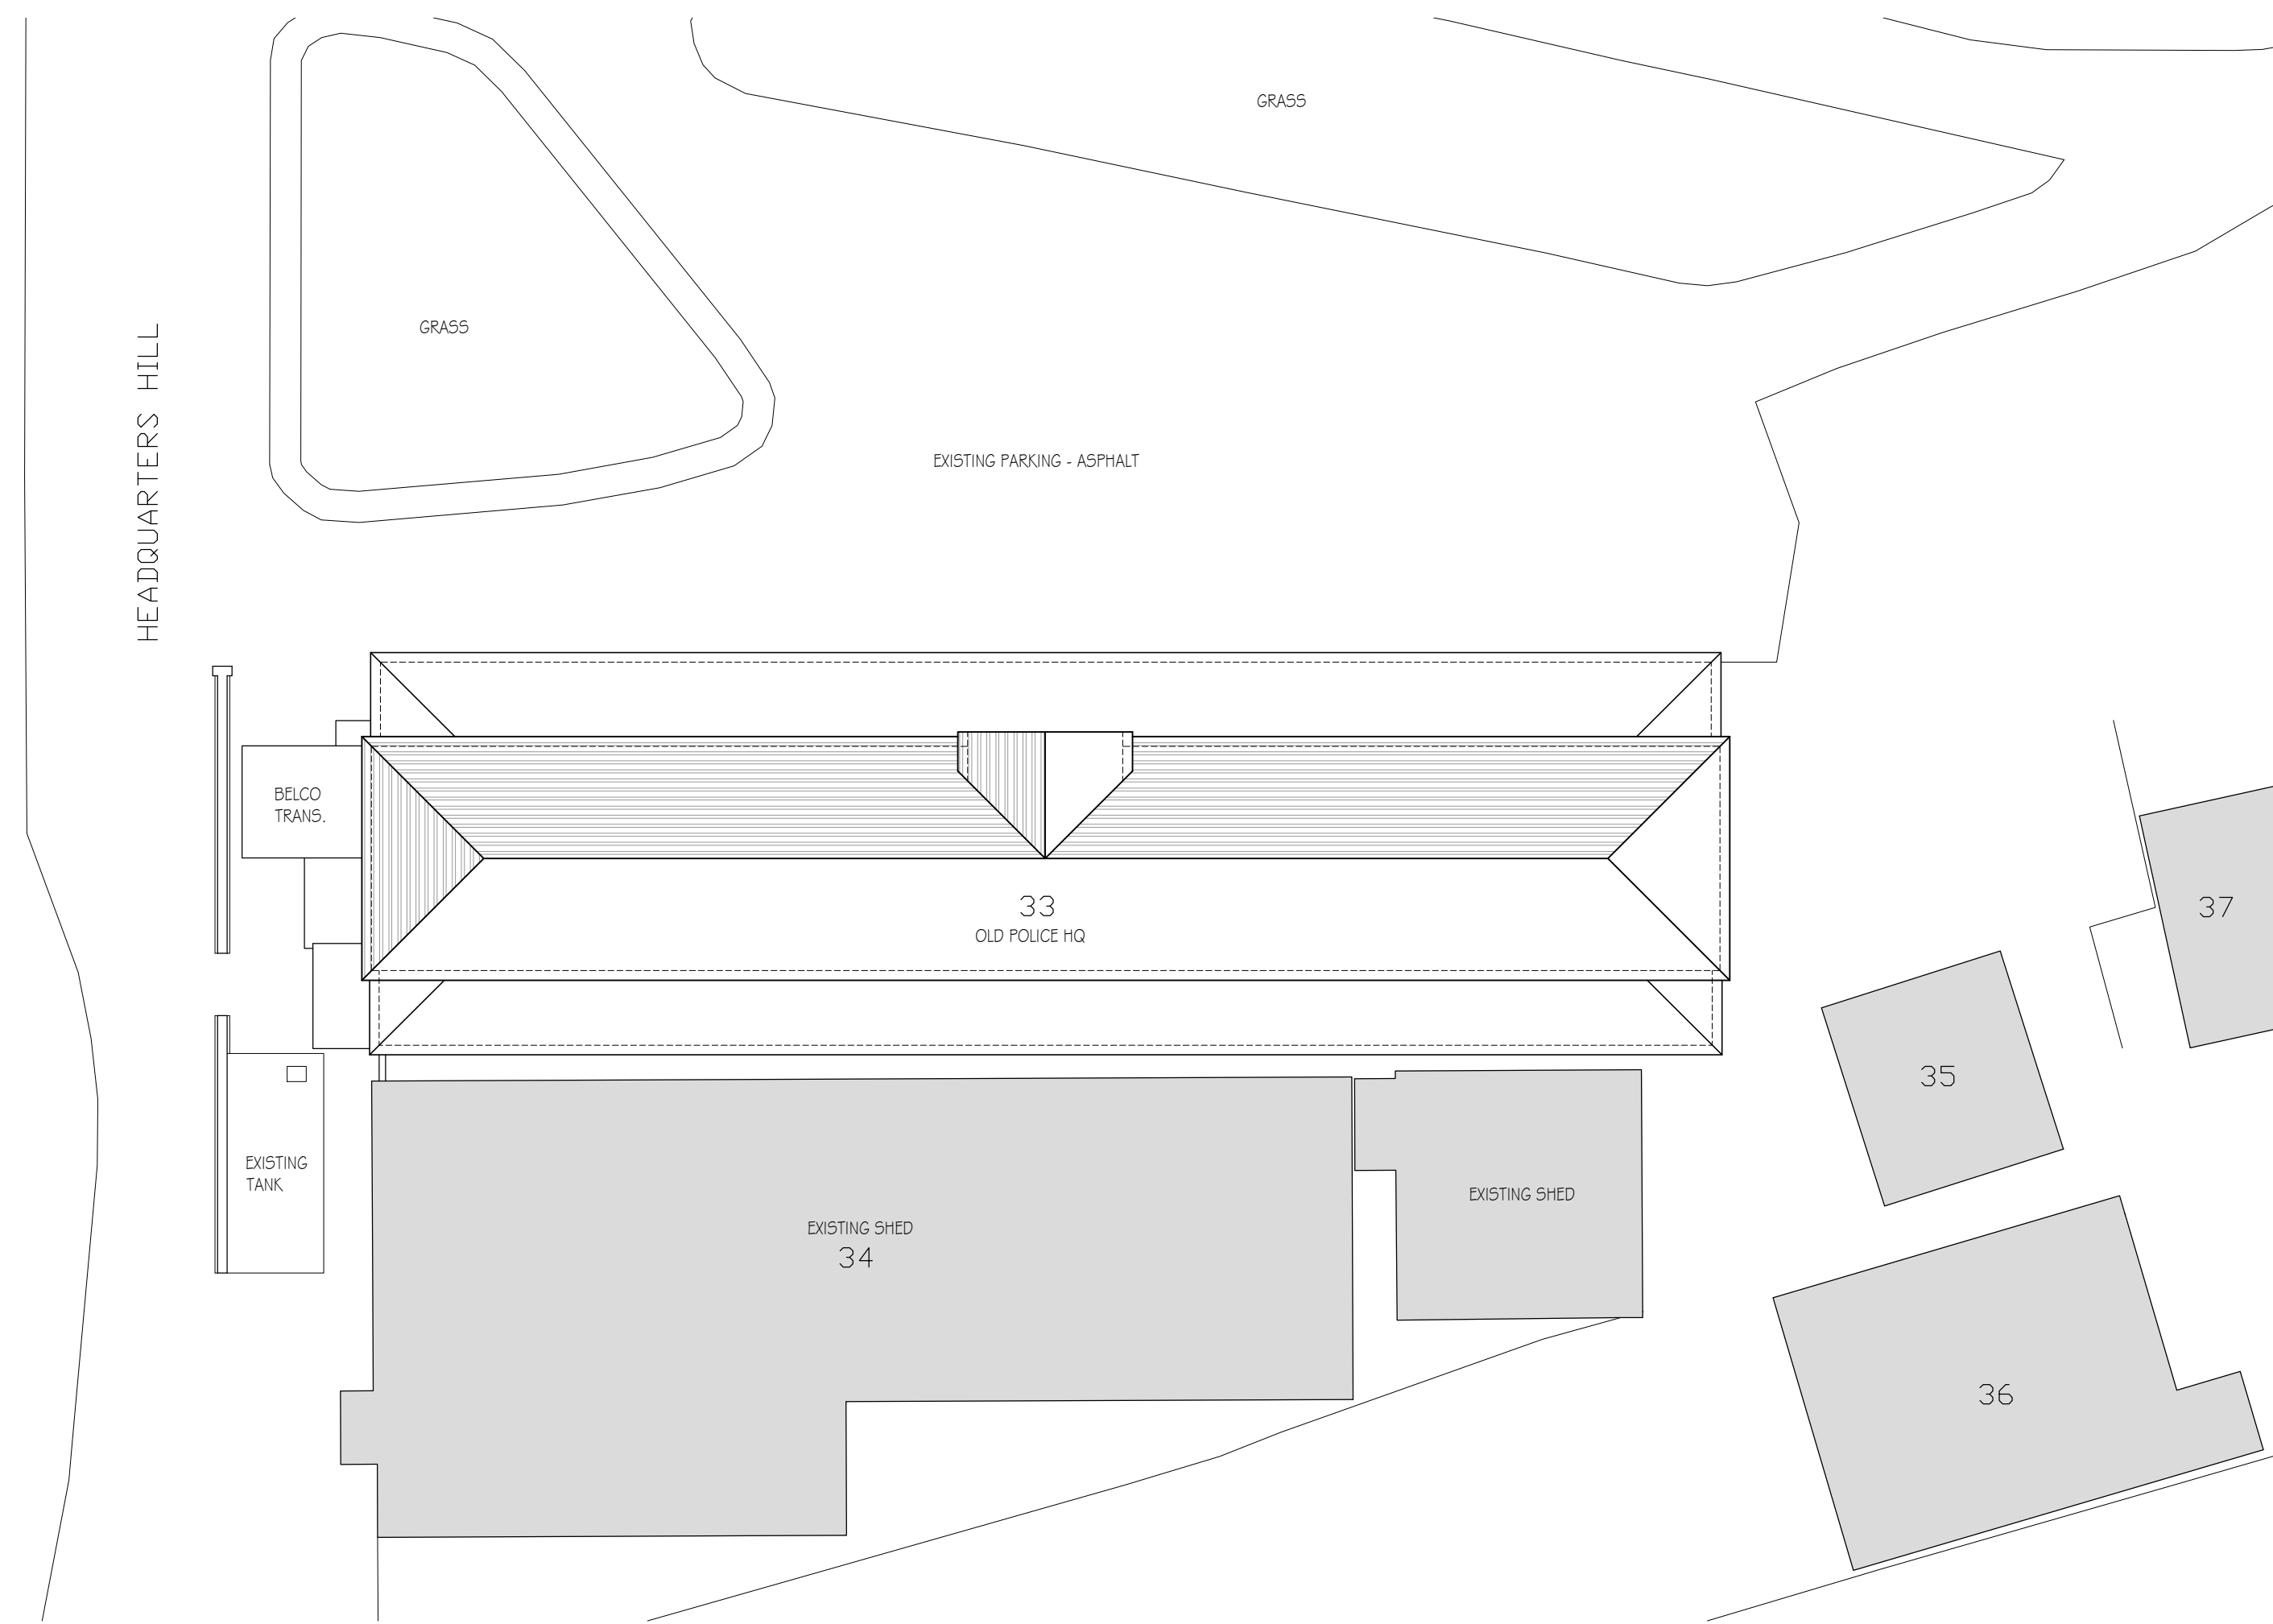 GRASS
GRASS
HEADQUARTERS HILL
EXISTING PARKING - ASPHALT
BELCO
TRANS.
33
OLD POLICE HQ
37
35
EXISTING
TANK
EXISTING SHED
EXISTING SHED
34
36